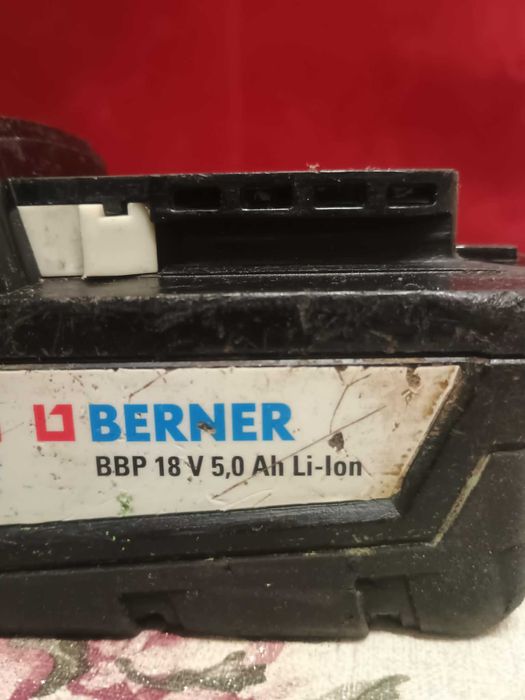 BERNER
BBP 18 V 5,0 Ah Li-Ion